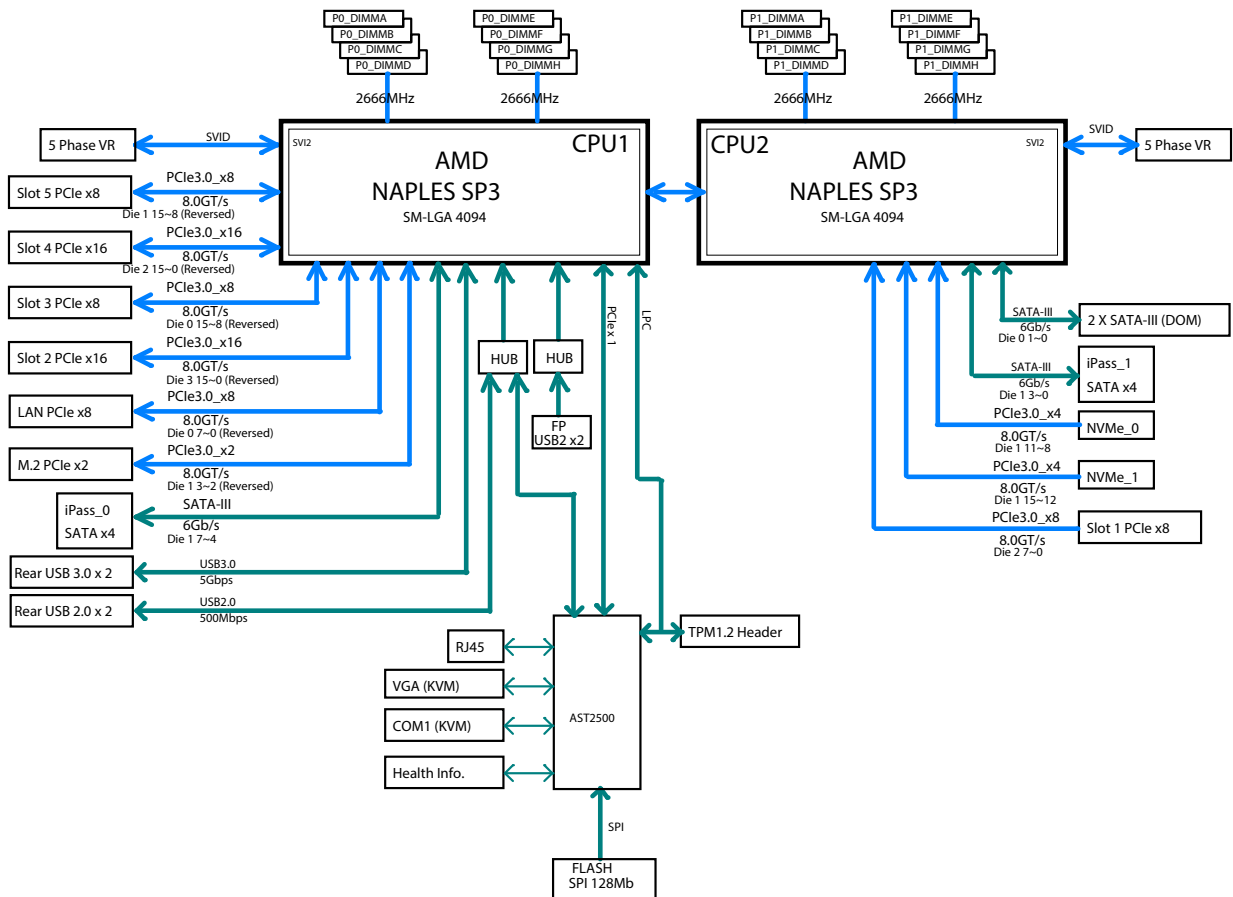 P0_DIMMA
P0_DIMMB
P0_DIMMC
P0_DIMMD
P0_DIMME
P0_DIMMF
P0_DIMMG
P0_DIMMH
P1_DIMMA
P1_DIMMB
P1_DIMMC
P1_DIMMD
P1_DIMME
P1_DIMMF
P1_DIMMG
P1_DIMMH
2666MHz
2666MHz
2666MHz
2666MHz
5 Phase VR
SVID
SVI2
CPU1
AMD
NAPLES SP3
SM-LGA 4094
CPU2
AMD
NAPLES SP3
SM-LGA 4094
SVI2
SVID
5 Phase VR
Slot 5 PCIe x8
PCIe3.0_x8
8.0GT/s
Die 1 15~8 (Reversed)
Slot 4 PCIe x16
PCIe3.0_x16
8.0GT/s
Die 2 15~0 (Reversed)
Slot 3 PCIe x8
PCIe3.0_x8
8.0GT/s
Die 0 15~8 (Reversed)
Slot 2 PCIe x16
PCIe3.0_x16
8.0GT/s
Die 3 15~0 (Reversed)
LAN PCIe x8
PCIe3.0_x8
8.0GT/s
Die 0 7~0 (Reversed)
M.2 PCIe x2
PCIe3.0_x2
8.0GT/s
Die 1 3~2 (Reversed)
iPass_0
SATA x4
SATA-III
6Gb/s
Die 1 7~4
Rear USB 3.0 x 2
USB3.0
5Gbps
Rear USB 2.0 x 2
USB2.0
500Mbps
HUB
HUB
FP
USB2 x2
PCIe x 1
LPC
SATA-III
6Gb/s
Die 0 1~0
2 X SATA-III (DOM)
SATA-III
6Gb/s
Die 1 3~0
iPass_1
SATA x4
PCIe3.0_x4
8.0GT/s
Die 1 11~8
NVMe_0
PCIe3.0_x4
8.0GT/s
Die 1 15~12
NVMe_1
PCIe3.0_x8
8.0GT/s
Die 2 7~0
Slot 1 PCIe x8
TPM1.2 Header
RJ45
VGA (KVM)
COM1 (KVM)
Health Info.
AST2500
SPI
FLASH
SPI 128Mb